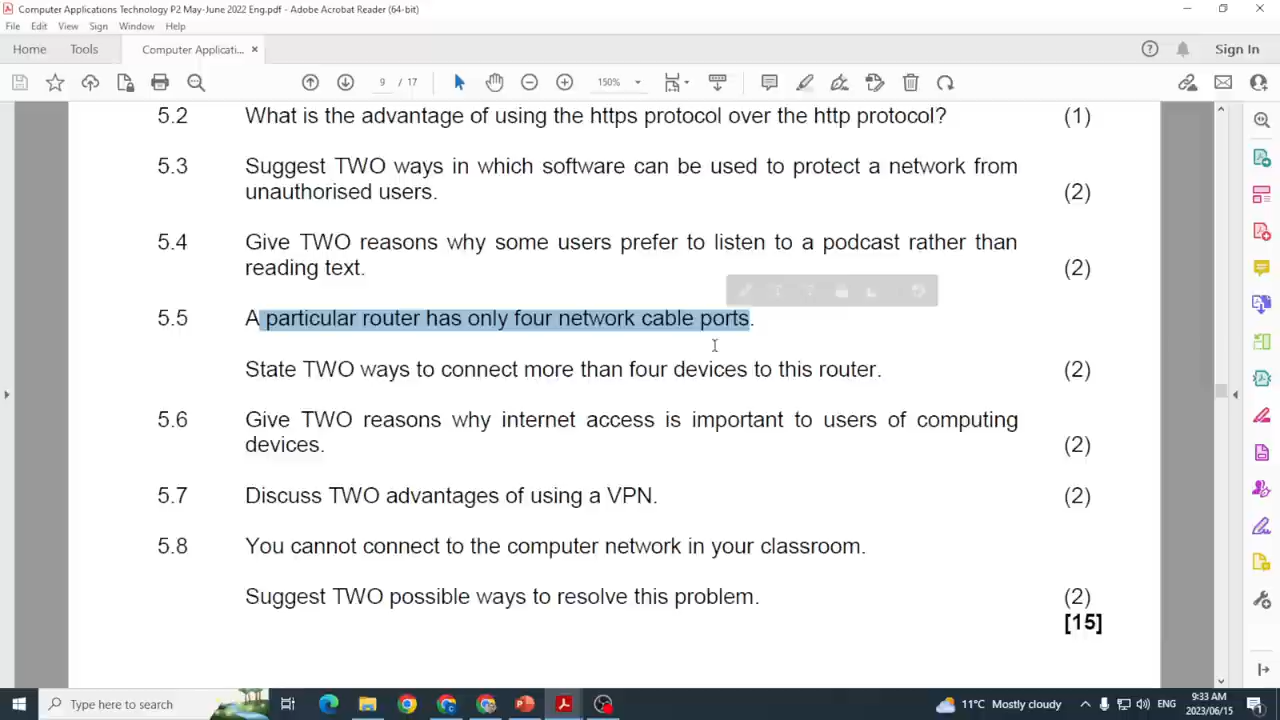 Computer Applications Technology P2 May-June 2022 Eng.pdf - Adobe Acrobat Reader (64-bit)
File Edit View Sign Window Help
Home Tools Computer Applicati... × Sign In
9 / 17 150%
5.2 What is the advantage of using the https protocol over the http protocol? (1)
5.3 Suggest TWO ways in which software can be used to protect a network from
unauthorised users. (2)
5.4 Give TWO reasons why some users prefer to listen to a podcast rather than
reading text. (2)
5.5 A particular router has only four network cable ports.
State TWO ways to connect more than four devices to this router. (2)
5.6 Give TWO reasons why internet access is important to users of computing
devices. (2)
5.7 Discuss TWO advantages of using a VPN. (2)
5.8 You cannot connect to the computer network in your classroom.
Suggest TWO possible ways to resolve this problem. (2)
[15]
Type here to search 11°C Mostly cloudy ENG 9:33 AM
2023/06/15